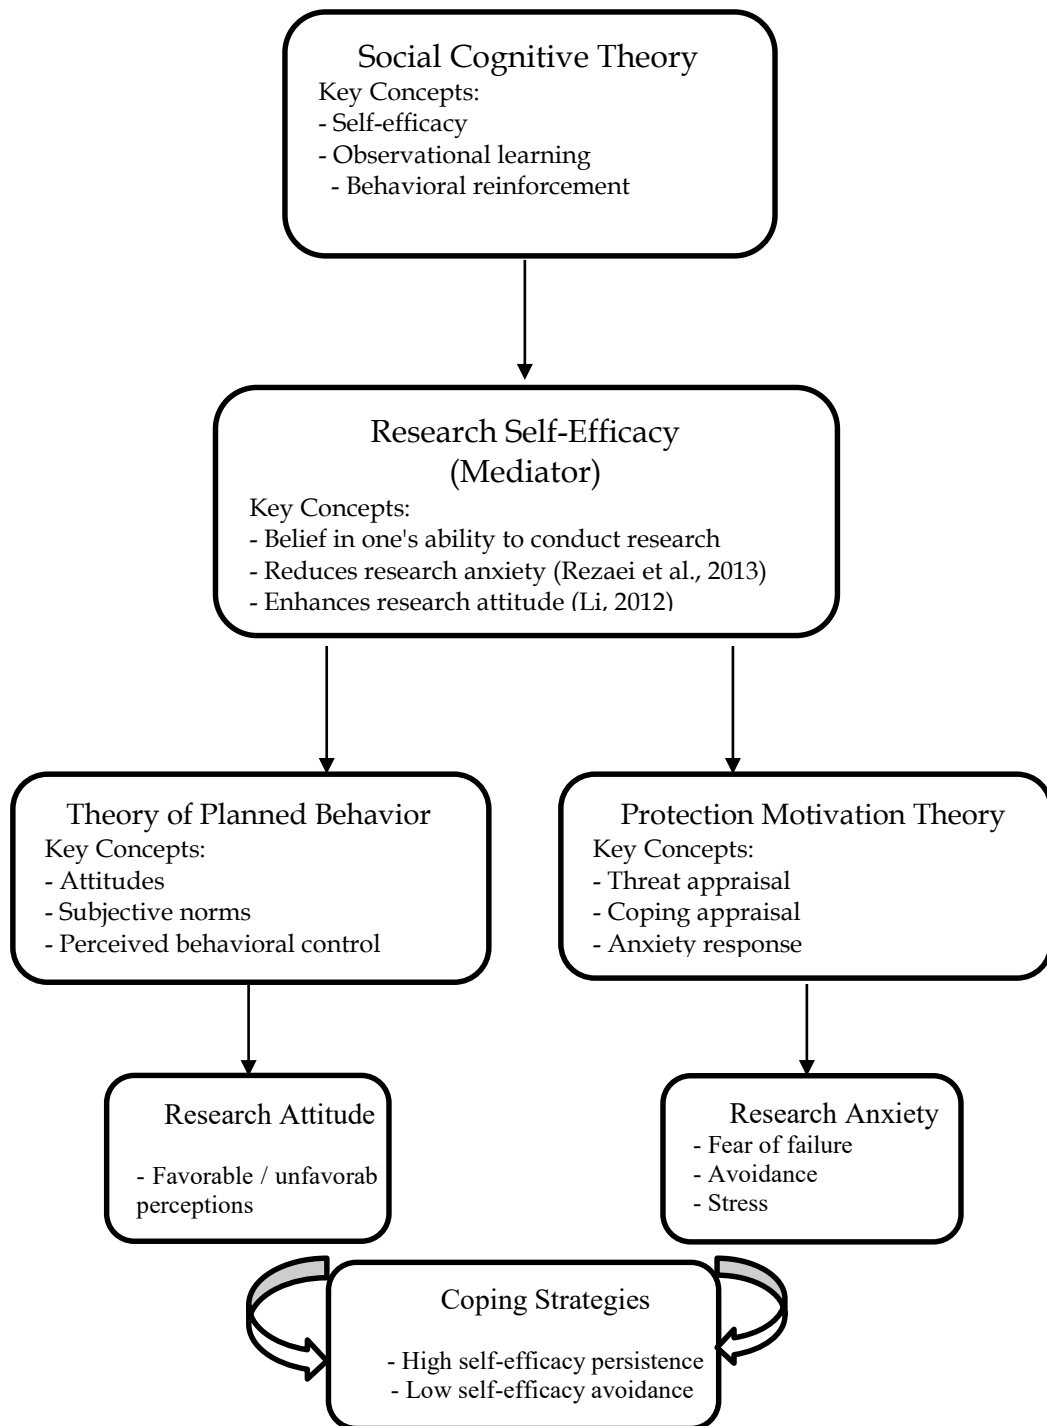 Social Cognitive Theory
Key Concepts:
- Self-efficacy
- Observational learning
- Behavioral reinforcement
Research Self-Efficacy
(Mediator)
Key Concepts:
- Belief in one's ability to conduct research
- Reduces research anxiety (Rezaei et al., 2013)
- Enhances research attitude (Li, 2012)
Theory of Planned Behavior
Key Concepts:
- Attitudes
- Subjective norms
- Perceived behavioral control
Protection Motivation Theory
Key Concepts:
- Threat appraisal
- Coping appraisal
- Anxiety response
Research Attitude
- Favorable / unfavorab
perceptions
Research Anxiety
- Fear of failure
- Avoidance
- Stress
Coping Strategies
- High self-efficacy persistence
- Low self-efficacy avoidance